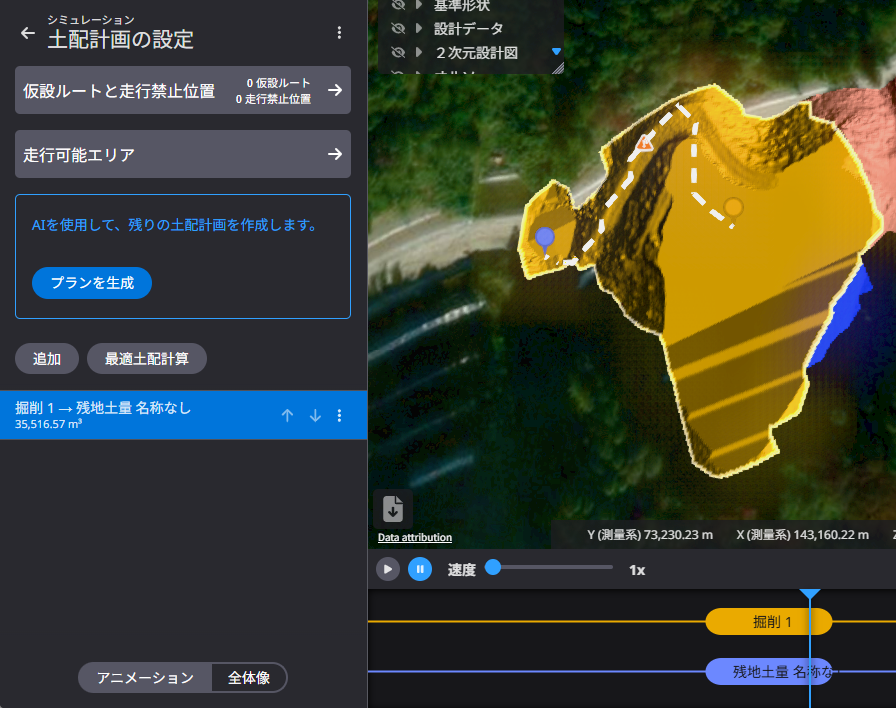 シミュレーション
土配計画の設定
仮設ルートと走行禁止位置
0 仮設ルート
0 走行禁止位置
走行可能エリア
AIを使用して、残りの土配計画を作成します。
プランを生成
追加
最適土配計算
掘削 1 → 残地土量 名称なし
35,516.57 m³
アニメーション
全体像
基準形状
設計データ
２次元設計図
Data attribution
Y (測量系) 73,230.23 m
X (測量系) 143,160.22 m
速度
1x
掘削 1
残地土量 名称な